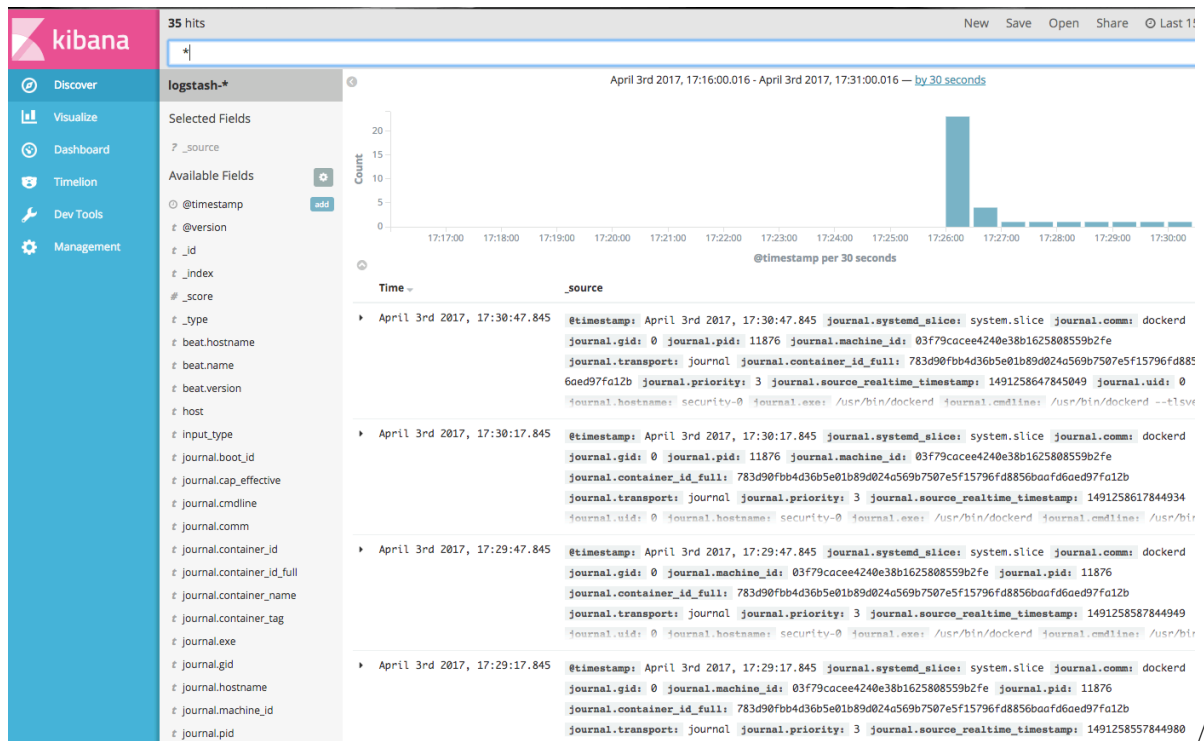 kibana
Discover
Visualize
Dashboard
Timelion
Dev Tools
Management
35 hits
New Save Open Share Last 15
*
logstash-*
Selected Fields
? _source
Available Fields
@timestamp add
t @version
t _id
t _index
# _score
t _type
t beat.hostname
t beat.name
t beat.version
t host
t input_type
t journal.boot_id
t journal.cap_effective
t journal.cmdline
t journal.comm
t journal.container_id
t journal.container_id_full
t journal.container_name
t journal.container_tag
t journal.exe
t journal.gid
t journal.hostname
t journal.machine_id
t journal.pid
April 3rd 2017, 17:16:00.016 - April 3rd 2017, 17:31:00.016 — by 30 seconds
Count
20
15
10
5
0
17:17:00 17:18:00 17:19:00 17:20:00 17:21:00 17:22:00 17:23:00 17:24:00 17:25:00 17:26:00 17:27:00 17:28:00 17:29:00 17:30:00
@timestamp per 30 seconds
Time _source
April 3rd 2017, 17:30:47.845 @timestamp: April 3rd 2017, 17:30:47.845 journal.systemd_slice: system.slice journal.comm: dockerd
journal.gid: 0 journal.pid: 11876 journal.machine_id: 03f79cacee4240e38b1625808559b2fe
journal.transport: journal journal.container_id_full: 783d90fbb4d36b5e01b89d024a569b7507e5f15796fd885
6aed97fa12b journal.priority: 3 journal.source_realtime_timestamp: 1491258647845049 journal.uid: 0
journal.hostname: security-0 journal.exe: /usr/bin/dockerd journal.cmdline: /usr/bin/dockerd --tlsve
April 3rd 2017, 17:30:17.845 @timestamp: April 3rd 2017, 17:30:17.845 journal.systemd_slice: system.slice journal.comm: dockerd
journal.gid: 0 journal.pid: 11876 journal.machine_id: 03f79cacee4240e38b1625808559b2fe
journal.container_id_full: 783d90fbb4d36b5e01b89d024a569b7507e5f15796fd8856baafd6aed97fa12b
journal.transport: journal journal.priority: 3 journal.source_realtime_timestamp: 1491258617844934
journal.uid: 0 journal.hostname: security-0 journal.exe: /usr/bin/dockerd journal.cmdline: /usr/bin
April 3rd 2017, 17:29:47.845 @timestamp: April 3rd 2017, 17:29:47.845 journal.systemd_slice: system.slice journal.comm: dockerd
journal.gid: 0 journal.machine_id: 03f79cacee4240e38b1625808559b2fe journal.pid: 11876
journal.container_id_full: 783d90fbb4d36b5e01b89d024a569b7507e5f15796fd8856baafd6aed97fa12b
journal.transport: journal journal.priority: 3 journal.source_realtime_timestamp: 1491258587844949
journal.uid: 0 journal.hostname: security-0 journal.exe: /usr/bin/dockerd journal.cmdline: /usr/bin
April 3rd 2017, 17:29:17.845 @timestamp: April 3rd 2017, 17:29:17.845 journal.systemd_slice: system.slice journal.comm: dockerd
journal.gid: 0 journal.machine_id: 03f79cacee4240e38b1625808559b2fe journal.pid: 11876
journal.container_id_full: 783d90fbb4d36b5e01b89d024a569b7507e5f15796fd8856baafd6aed97fa12b
journal.transport: journal journal.priority: 3 journal.source_realtime_timestamp: 1491258557844980